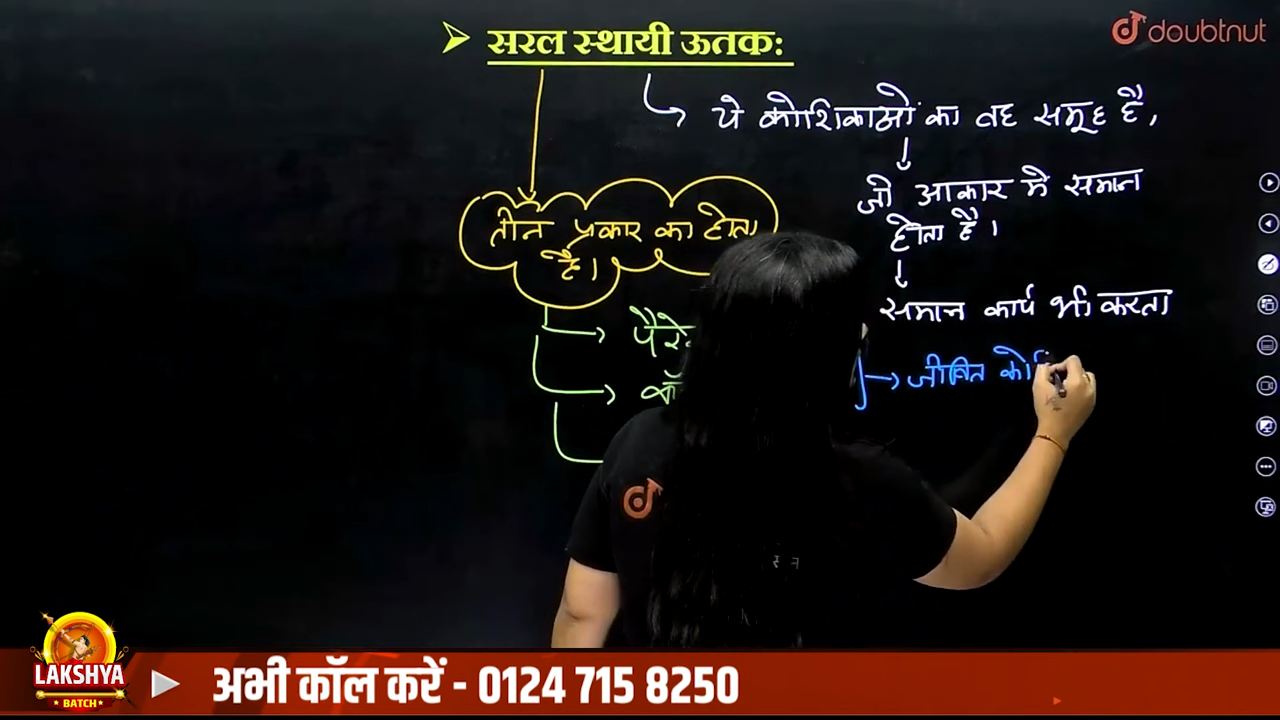 doubtnut
सरल स्थायी ऊतक:
ये कोशिकाओं का वह समूह है,
जो आकार मे समान
होता है।
समान कार्य भी करता
तीन प्रकार का होता
है।
जीवित
LAKSHYA
BATCH
अभी कॉल करें - 0124 715 8250